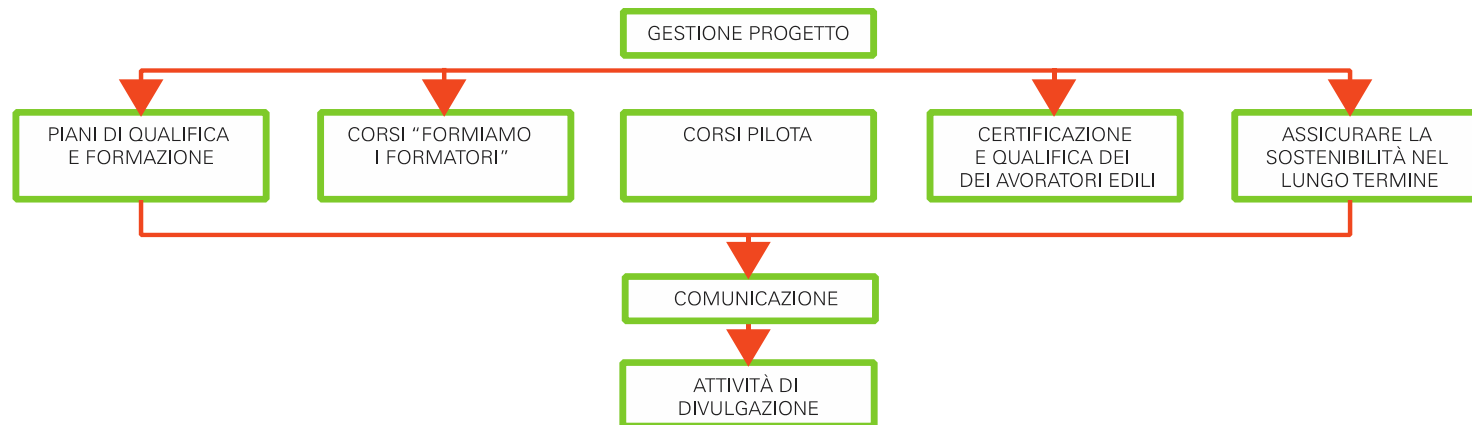 GESTIONE PROGETTO
PIANI DI QUALIFICA
E FORMAZIONE
CORSI “FORMIAMO
I FORMATORI”
CORSI PILOTA
CERTIFICAZIONE
E QUALIFICA DEI
DEI AVORATORI EDILI
ASSICURARE LA
SOSTENIBILITÀ NEL
LUNGO TERMINE
COMUNICAZIONE
ATTIVITÀ DI
DIVULGAZIONE